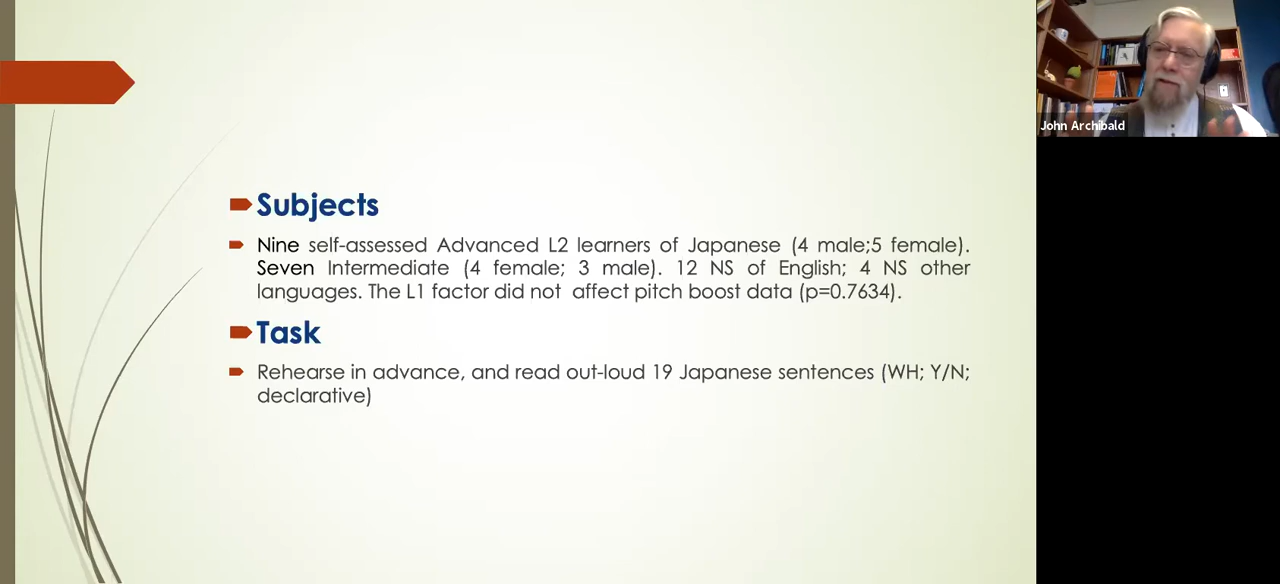 Subjects
Nine self-assessed Advanced L2 learners of Japanese (4 male;5 female).
Seven Intermediate (4 female; 3 male). 12 NS of English; 4 NS other
languages. The L1 factor did not affect pitch boost data (p=0.7634).
Task
Rehearse in advance, and read out-loud 19 Japanese sentences (WH; Y/N;
declarative)
John Archibald